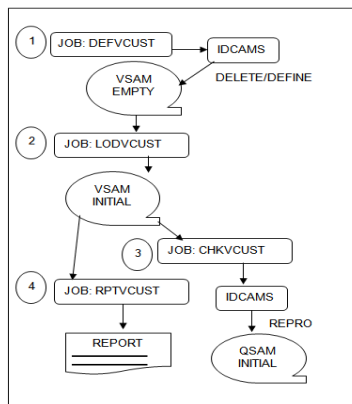 1
JOB: DEFVCUST
IDCAMS
DELETE/DEFINE
VSAM
EMPTY
2
JOB: LODVCUST
VSAM
INITIAL
3
JOB: CHKVCUST
4
JOB: RPTVCUST
IDCAMS
REPRO
REPORT
QSAM
INITIAL